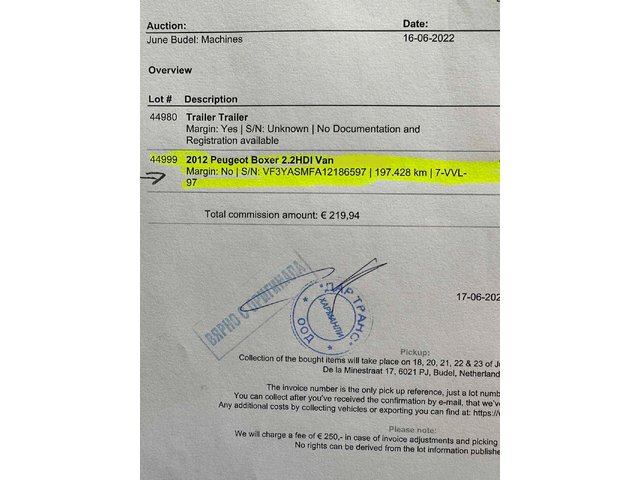 Auction:
Date:
June Budel: Machines
16-06-2022
Overview
Lot # Description
44980 Trailer Trailer
Margin: Yes | S/N: Unknown | No Documentation and
Registration available
44999 2012 Peugeot Boxer 2.2HDI Van
Margin: No | S/N: VF3YASMFA12186597 | 197.428 km | 7-VVL-
97
Total commission amount: € 219,94
ВЯРНО С ОРИГИНАЛА
ТРАНС
ХАРМАНЛИ
ООД
17-06-202
Pickup:
Collection of the bought items will take place on 18, 20, 21, 22 & 23 of J
De la Minestraat 17, 6021 PJ, Budel, Netherland
The invoice number is the only pick up reference, just a lot numb
You can collect after you've received the confirmation by e-mail, that we'v
Any additional costs by collecting vehicles or exporting you can find at: https://
Please note:
We will charge a fee of € 250,- in case of invoice adjustments and picking
No rights can be derived from the lot information publishe